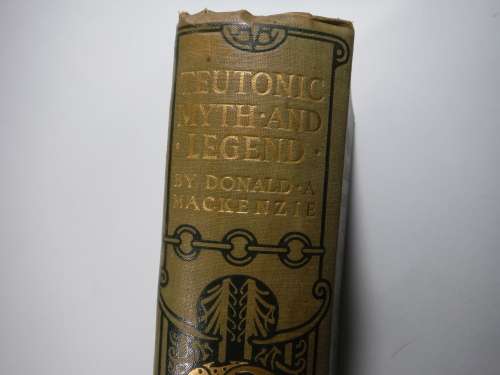 TEUTONIC
MYTH·AND
·LEGEND·
BY DONALD·A
MACKENZIE